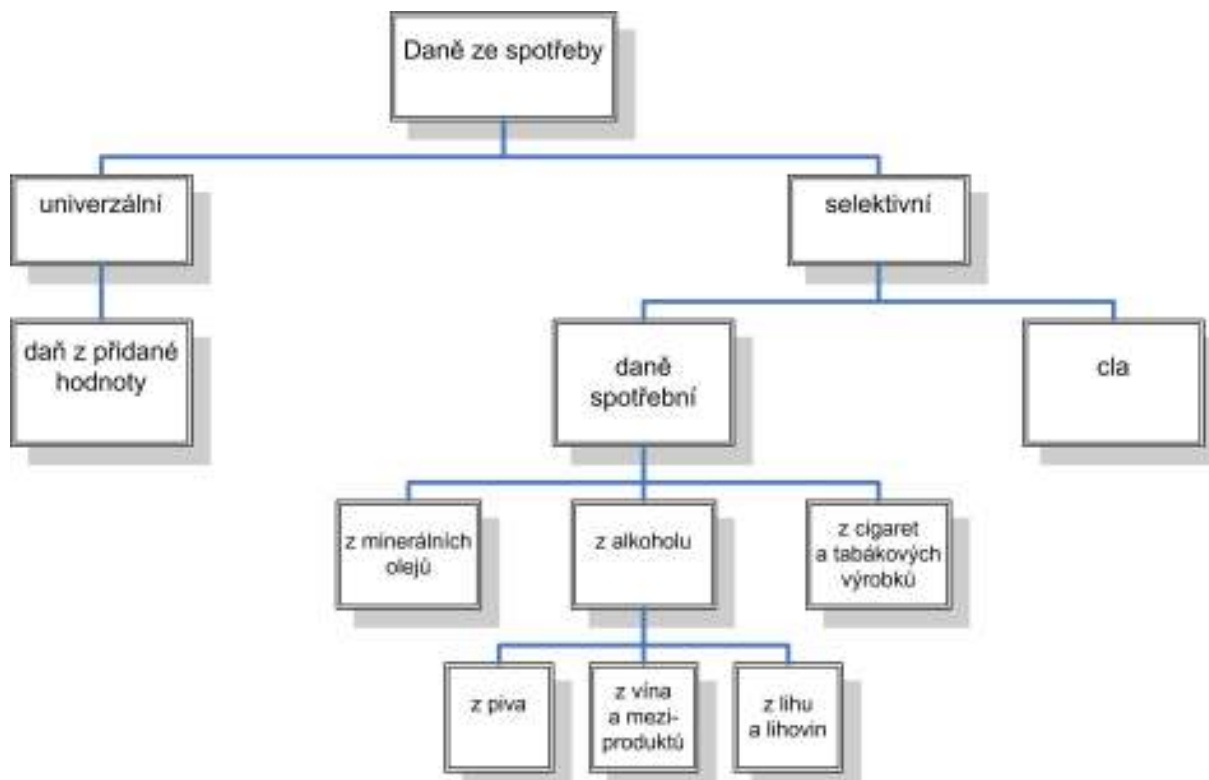 Daně ze spotřeby
univerzální
selektivní
daň z přidané
hodnoty
daně
spotřební
cla
z minerálních
olejů
z alkoholu
z cigaret
a tabákových
výrobků
z piva
z vína
a mezi-
produktů
z lihu
a lihovin